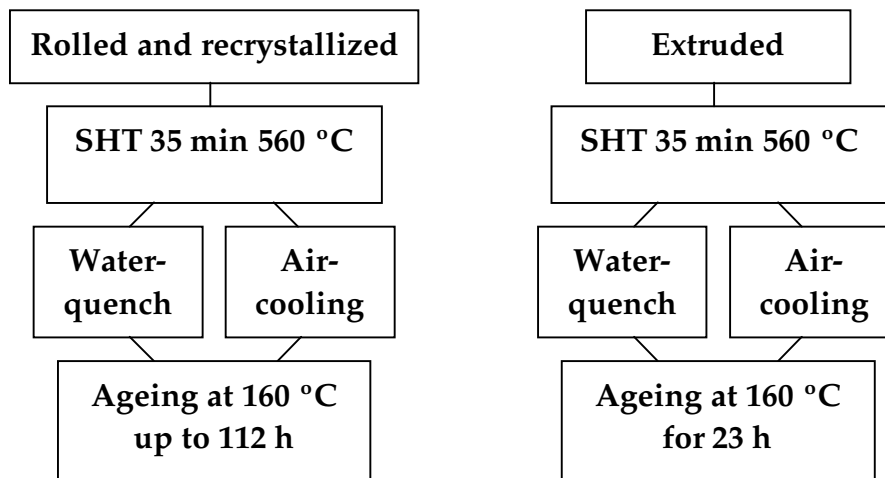 Rolled and recrystallized
SHT 35 min 560 ºC
Water-
quench
Air-
cooling
Ageing at 160 ºC
up to 112 h
Extruded
SHT 35 min 560 ºC
Water-
quench
Air-
cooling
Ageing at 160 ºC
for 23 h